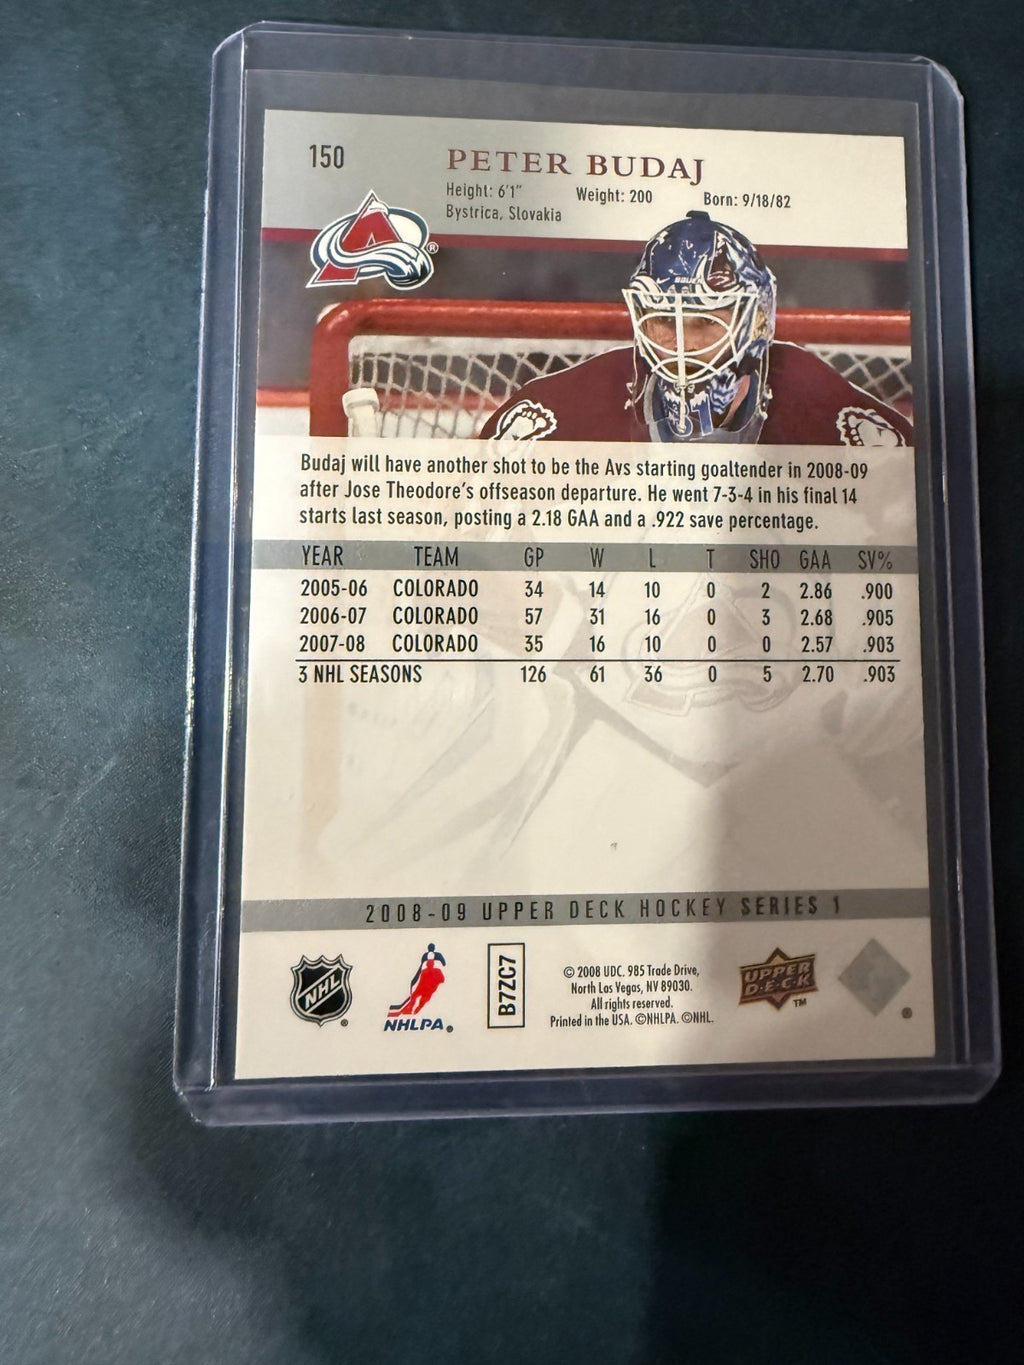 150
PETER BUDAJ
Height: 6'1" Weight: 200 Born: 9/18/82
Bystrica, Slovakia
A
®
BAUER
31
Budaj will have another shot to be the Avs starting goaltender in 2008-09
after Jose Theodore's offseason departure. He went 7-3-4 in his final 14
starts last season, posting a 2.18 GAA and a .922 save percentage.
YEAR TEAM GP W L T SHO GAA SV%
2005-06 COLORADO 34 14 10 0 2 2.86 .900
2006-07 COLORADO 57 31 16 0 3 2.68 .905
2007-08 COLORADO 35 16 10 0 0 2.57 .903
3 NHL SEASONS 126 61 36 0 5 2.70 .903
2008-09 UPPER DECK HOCKEY SERIES 1
NHL ®
NHLPA®
B7ZC7
© 2008 UDC. 985 Trade Drive,
North Las Vegas, NV 89030.
All rights reserved.
Printed in the USA. ©NHLPA. ©NHL.
UPPER
DECK
™
®